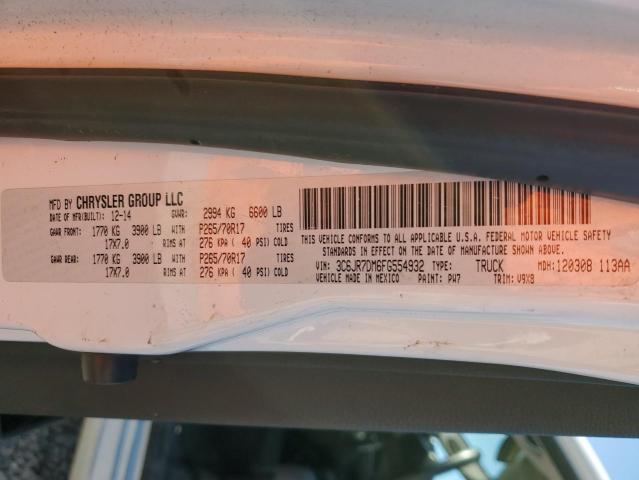 MFD BY CHRYSLER GROUP LLC
DATE OF MFR(BUILT): 12-14 GVWR: 2994 KG 6600 LB
GAWR FRONT: 1770 KG 3900 LB WITH P265/70R17 TIRES
17X7.0 RIMS AT 276 KPA( 40 PSI) COLD
GAWR REAR: 1770 KG 3900 LB WITH P265/70R17 TIRES
17X7.0 RIMS AT 276 KPA( 40 PSI) COLD
THIS VEHICLE CONFORMS TO ALL APPLICABLE U.S.A. FEDERAL MOTOR VEHICLE SAFETY
STANDARDS IN EFFECT ON THE DATE OF MANUFACTURE SHOWN ABOVE.
VIN: 3C6JR7DM6FG554932 TYPE: TRUCK MDH: 120308 113AA
VEHICLE MADE IN MEXICO PAINT: PW7 TRIM: V9X8